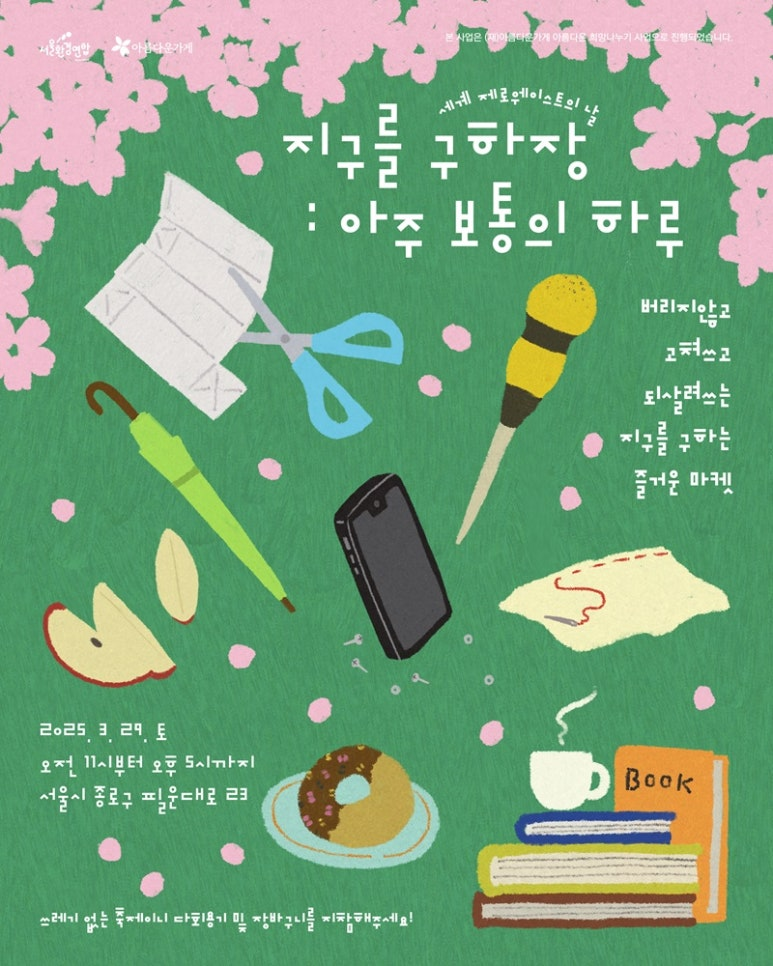 서울환경연합
아름다운가게
본 사업은 (재)아름다운가게 아름다운 희망나누기 사업으로 진행되었습니다.
세계 제로웨이스트의 날
지구를 구하장
: 아주 보통의 하루
버리지않고
고쳐쓰고
되살려쓰는
지구를 구하는
즐거운 마켓
BOOK
2025. 3. 29. 토
오전 11시부터 오후 5시까지
서울시 종로구 필운대로 23
쓰레기 없는 축제이니 다회용기 및 장바구니를 지참해주세요!